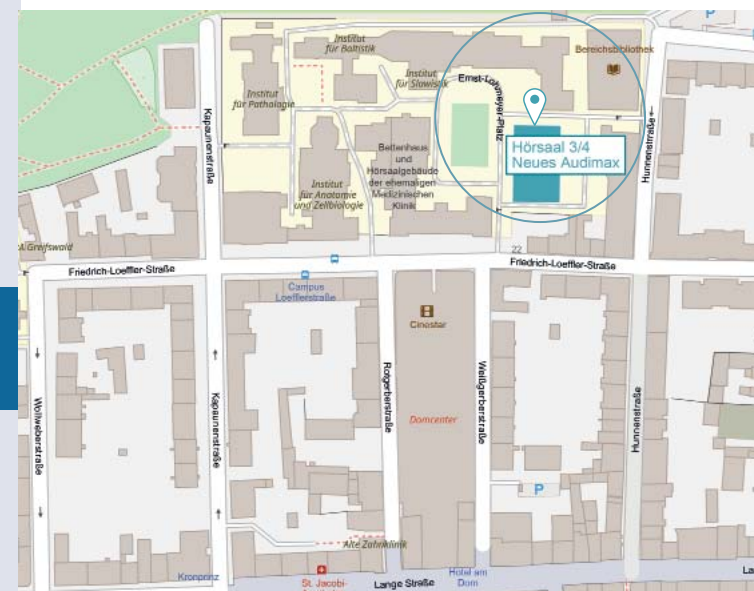 P
Institut
für Baltistik
Bereichsbibliothek
Institut
für Slawistik
Ernst-Lohmeyer-Platz
Institut
für Pathologie
Kapaunenstraße
Hunnenstraße
Hörsaal 3/4
Neues Audimax
Bettenhaus
und
Hörsaalgebäude
der ehemaligen
Medizinischen
Klinik
Institut
für Anatomie
und Zellbiologie
Greifswald
22
Friedrich-Loeffler-Straße
Friedrich-Loeffler-Straße
Campus
Loefflerstraße
Cinestar
Wollweberstraße
Kapaunenstraße
Rotgerberstraße
Domcenter
Weißgerberstraße
Hunnenstraße
P
Alte Zahnklinik
Kronprinz
St. Jacobi-
Lange Straße
Hotel am
Dom
La